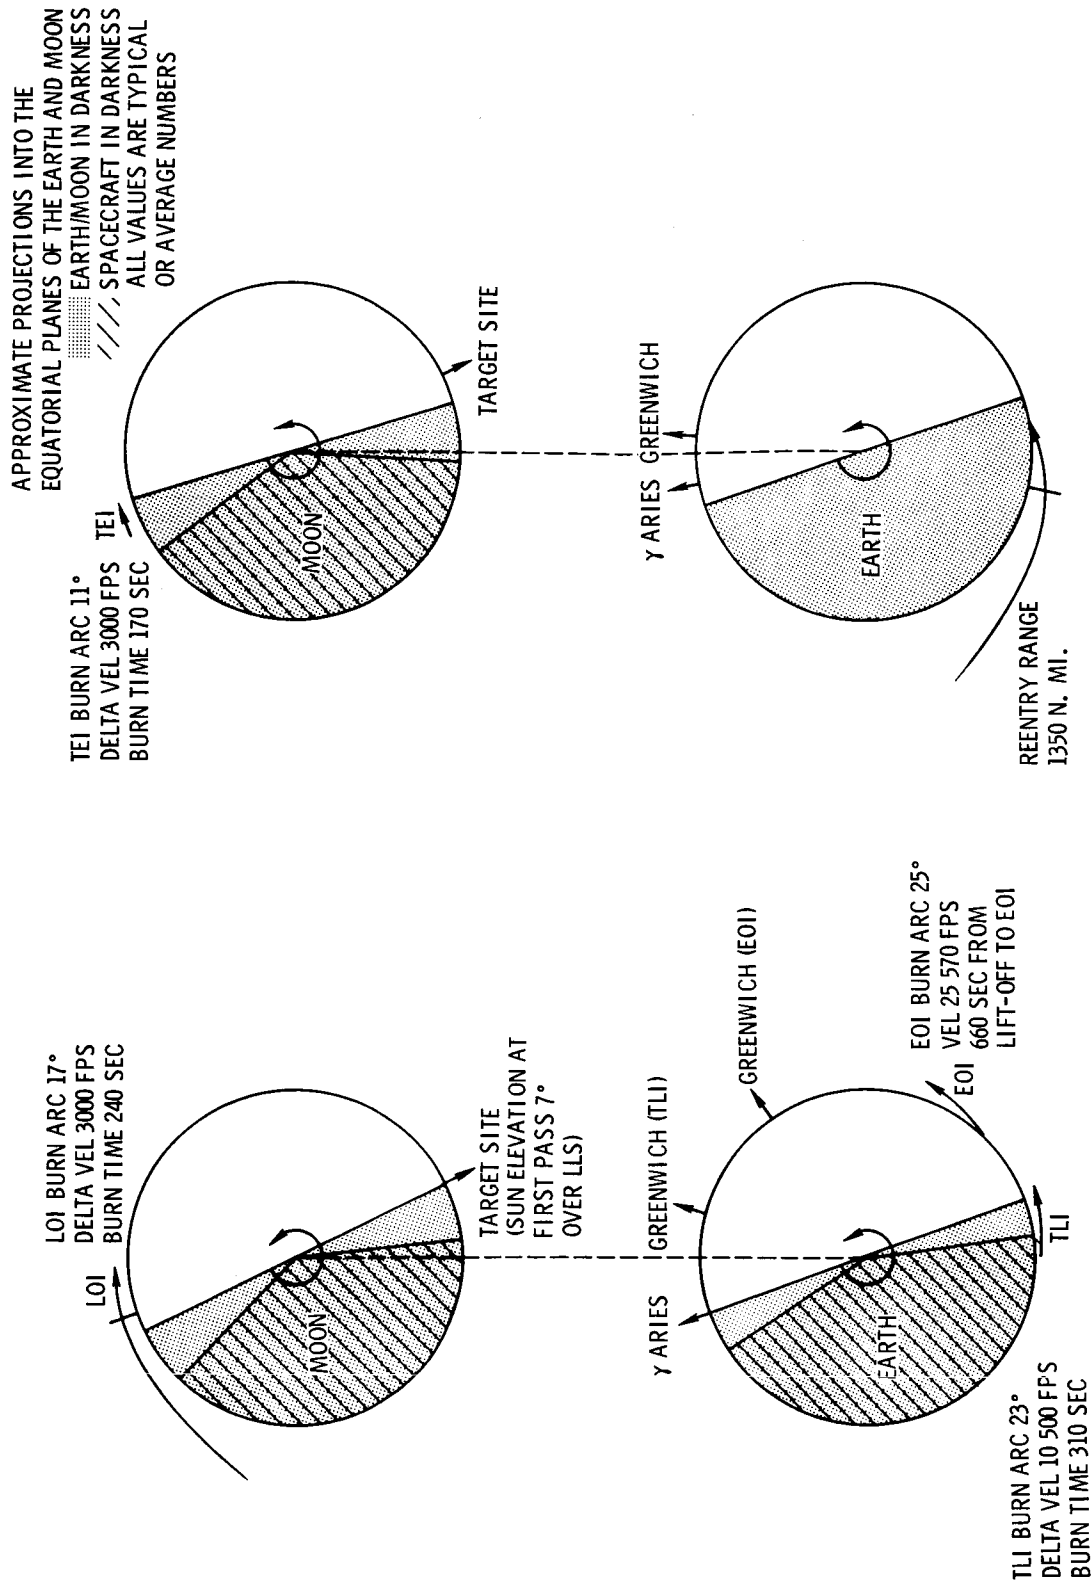 APPROXIMATE PROJECTIONS INTO THE
EQUATORIAL PLANES OF THE EARTH AND MOON
EARTH/MOON IN DARKNESS
SPACECRAFT IN DARKNESS
ALL VALUES ARE TYPICAL
OR AVERAGE NUMBERS
LOI BURN ARC 17°
DELTA VEL 3000 FPS
BURN TIME 240 SEC
LOI
MOON
TARGET SITE
(SUN ELEVATION AT
FIRST PASS 7°
OVER LLS)
TEI BURN ARC 11°
DELTA VEL 3000 FPS
BURN TIME 170 SEC
TEI
MOON
TARGET SITE
γ ARIES
GREENWICH (TLI)
GREENWICH (EOI)
EARTH
EOI BURN ARC 25°
VEL 25 570 FPS
660 SEC FROM
LIFT-OFF TO EOI
EOI
TLI
TLI BURN ARC 23°
DELTA VEL 10 500 FPS
BURN TIME 310 SEC
γ ARIES
GREENWICH
EARTH
REENTRY RANGE
1350 N. MI.